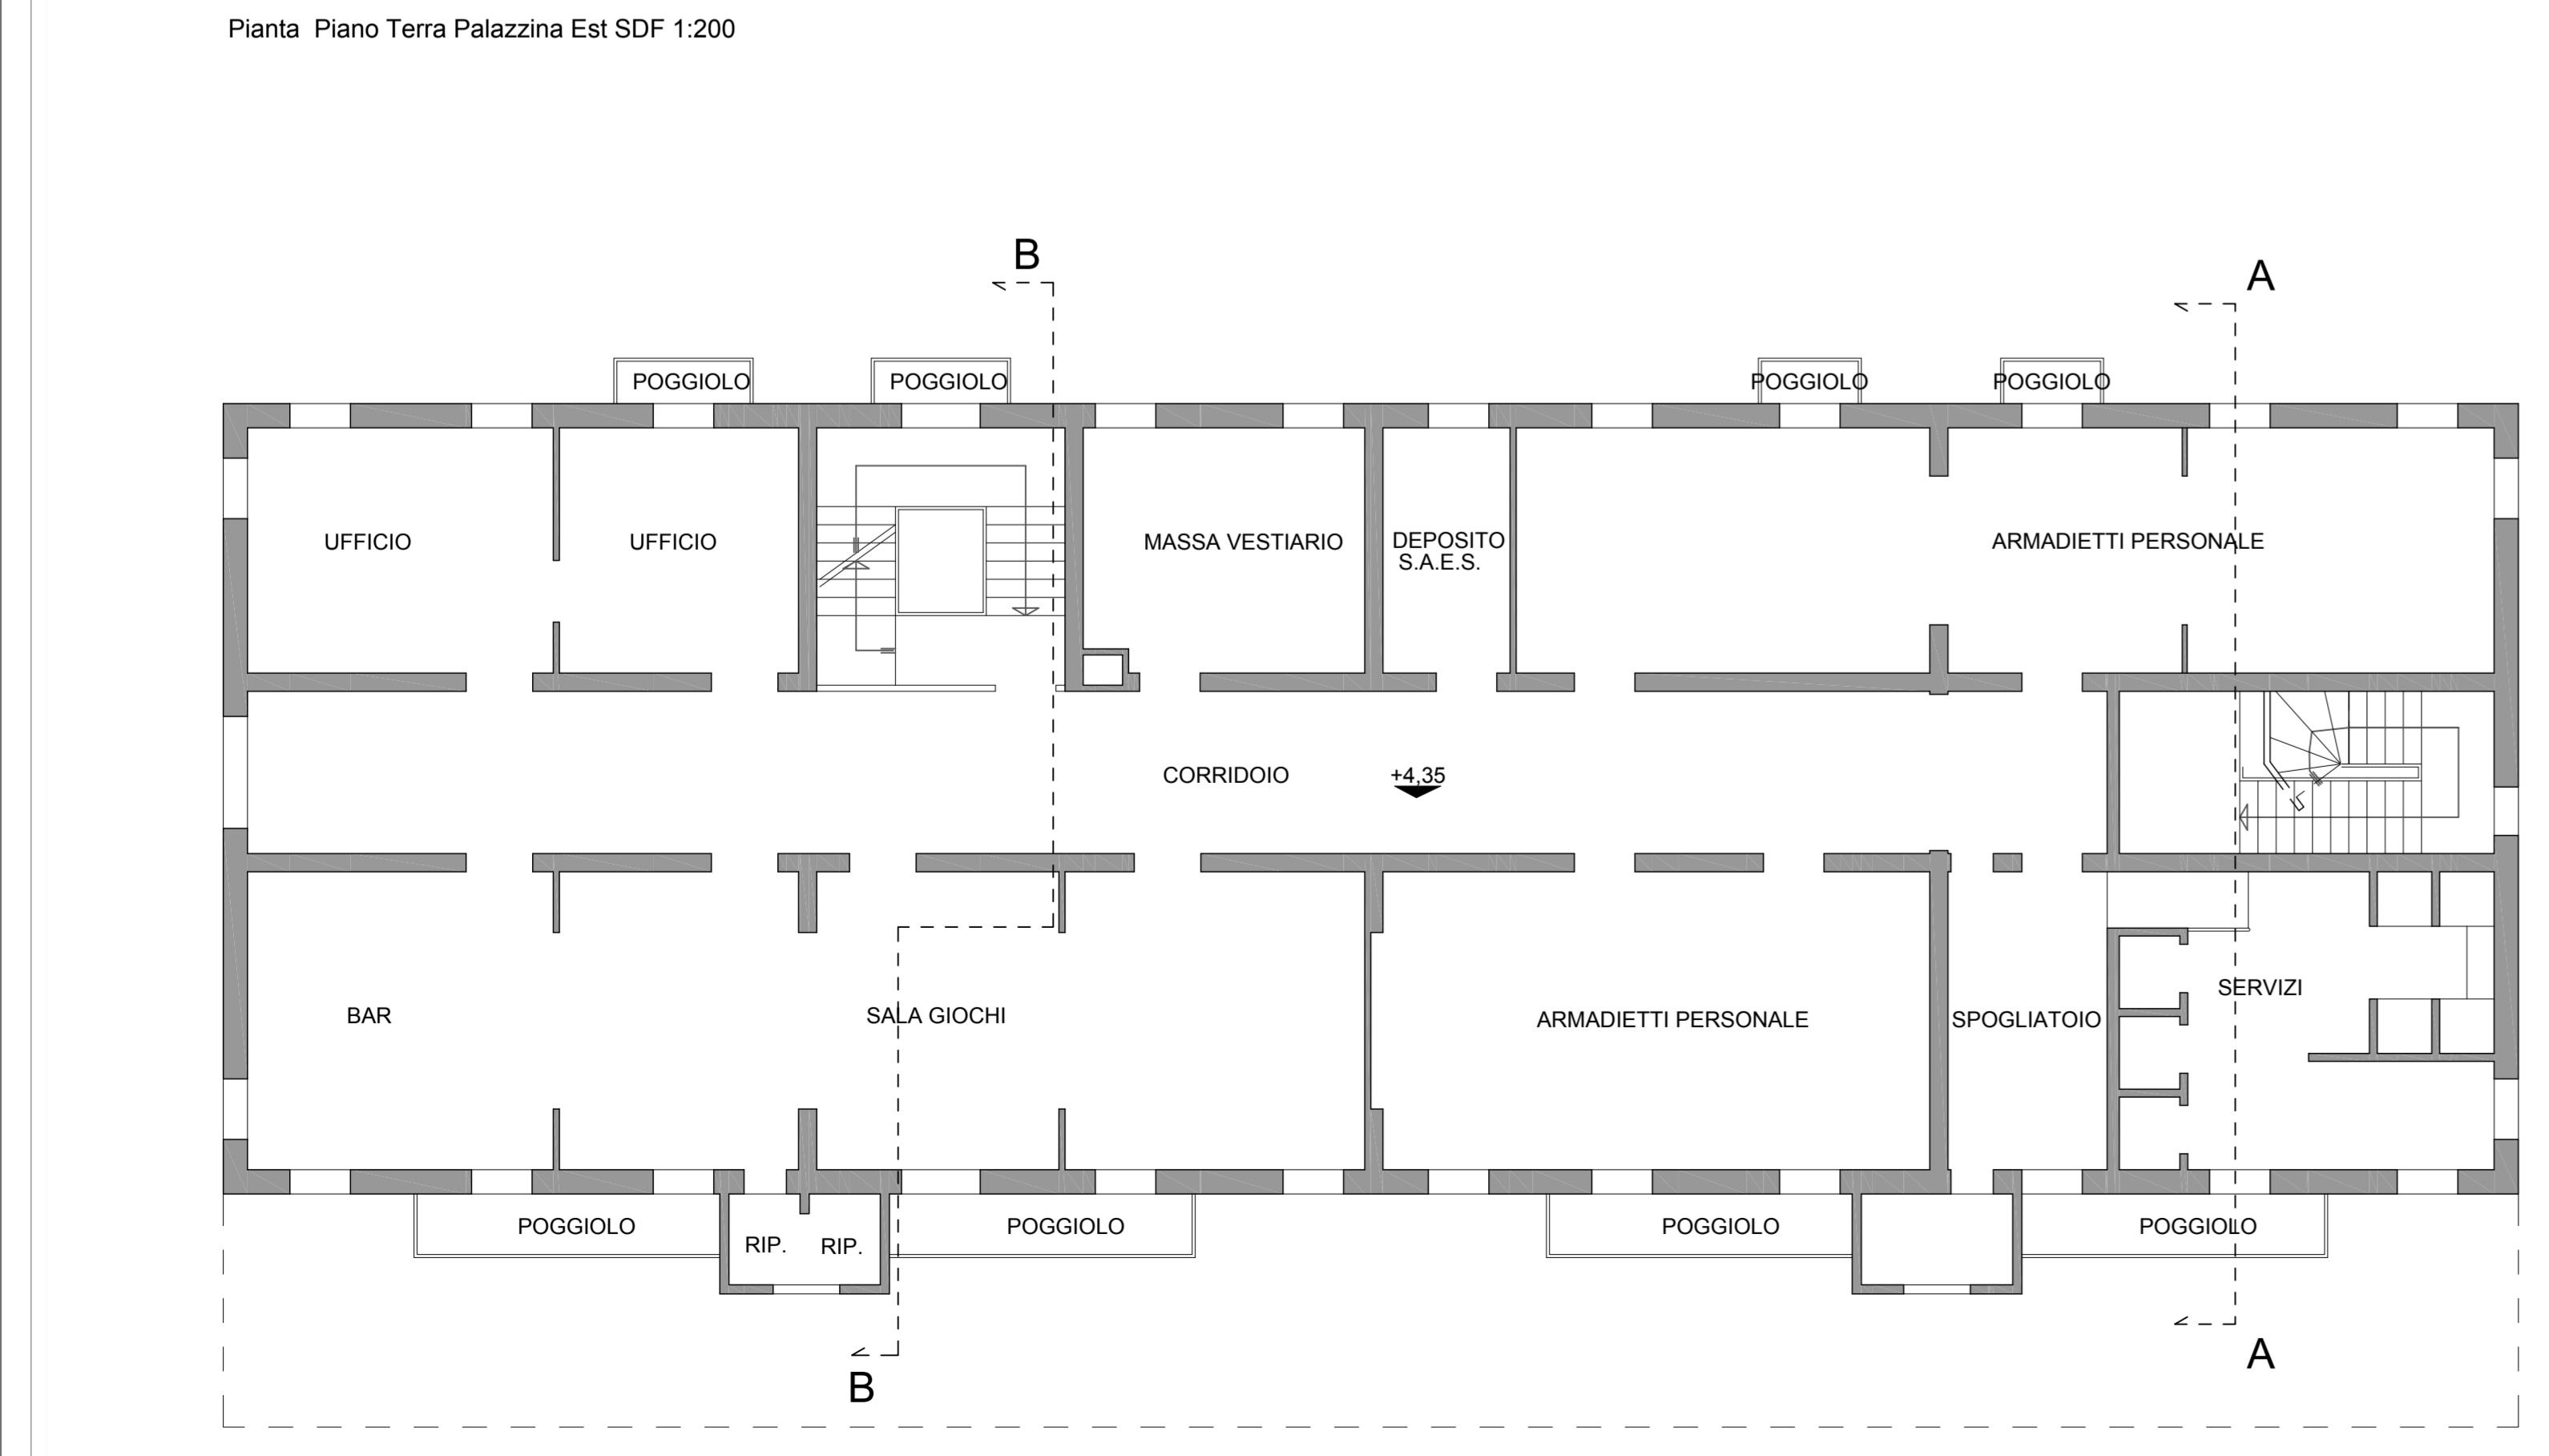 Pianta  Piano Terra Palazzina Est SDF 1:200
B
A
POGGIOLO
POGGIOLO
POGGIOLO
POGGIOLO
UFFICIO
UFFICIO
MASSA VESTIARIO
DEPOSITO
S.A.E.S.
ARMADIETTI PERSONALE
CORRIDOIO
+4,35
BAR
SALA GIOCHI
ARMADIETTI PERSONALE
SPOGLIATOIO
SERVIZI
POGGIOLO
RIP.
RIP.
POGGIOLO
POGGIOLO
POGGIOLO
B
A